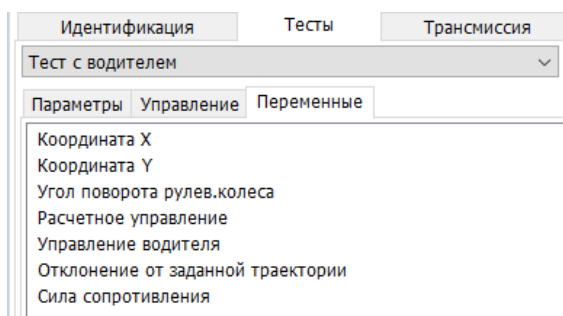 Идентификация Тесты Трансмиссия
Тест с водителем
Параметры Управление Переменные
Координата X
Координата Y
Угол поворота рулев.колеса
Расчетное управление
Управление водителя
Отклонение от заданной траектории
Сила сопротивления